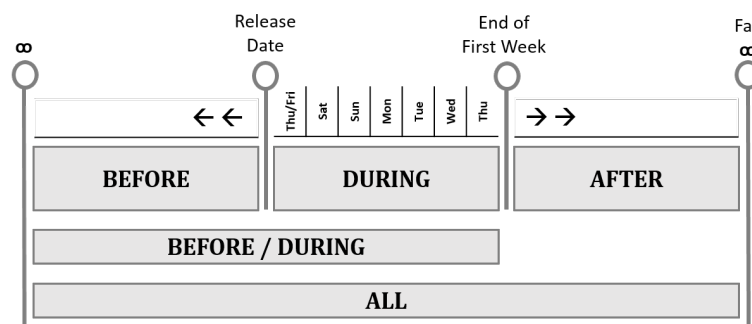 ∞
Release
Date
End of
First Week
Fa
Thu/Fri
Sat
Sun
Mon
Tue
Wed
Thu
←←
→→
BEFORE
DURING
AFTER
BEFORE / DURING
ALL